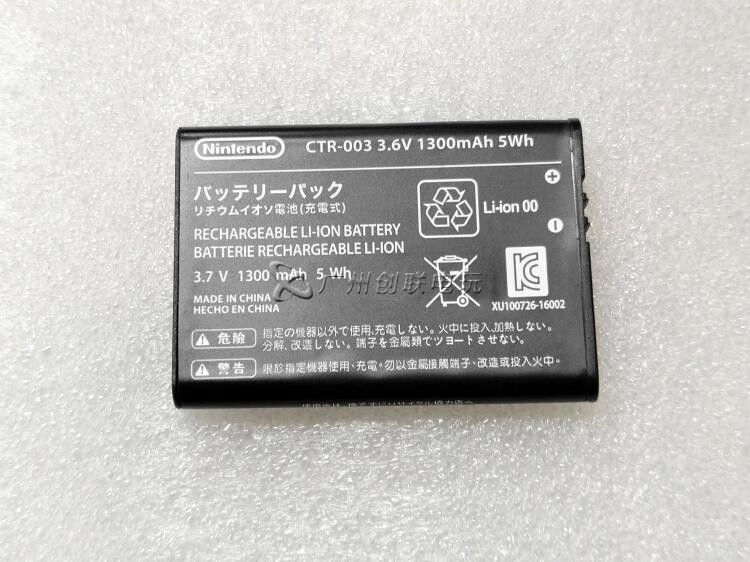 Nintendo
CTR-003 3.6V 1300mAh 5Wh
バッテリーパック
リチウムイオソ電池(充電式)
RECHARGEABLE LI-ION BATTERY
BATTERIE RECHARGEABLE LI-ION
3.7 V 1300 mAh 5 Wh
MADE IN CHINA
HECHO EN CHINA
Li-ion 00
XU100726-16002
广州创联电玩
危險 指定の機器以外で使用、充電しない。火中に投入、加熱しない。
分解、改造しない。端子を金属類でツョートさせない。
警告 限於指定機器使用、充電。勿以金屬接觸端子、改造或投入火中。